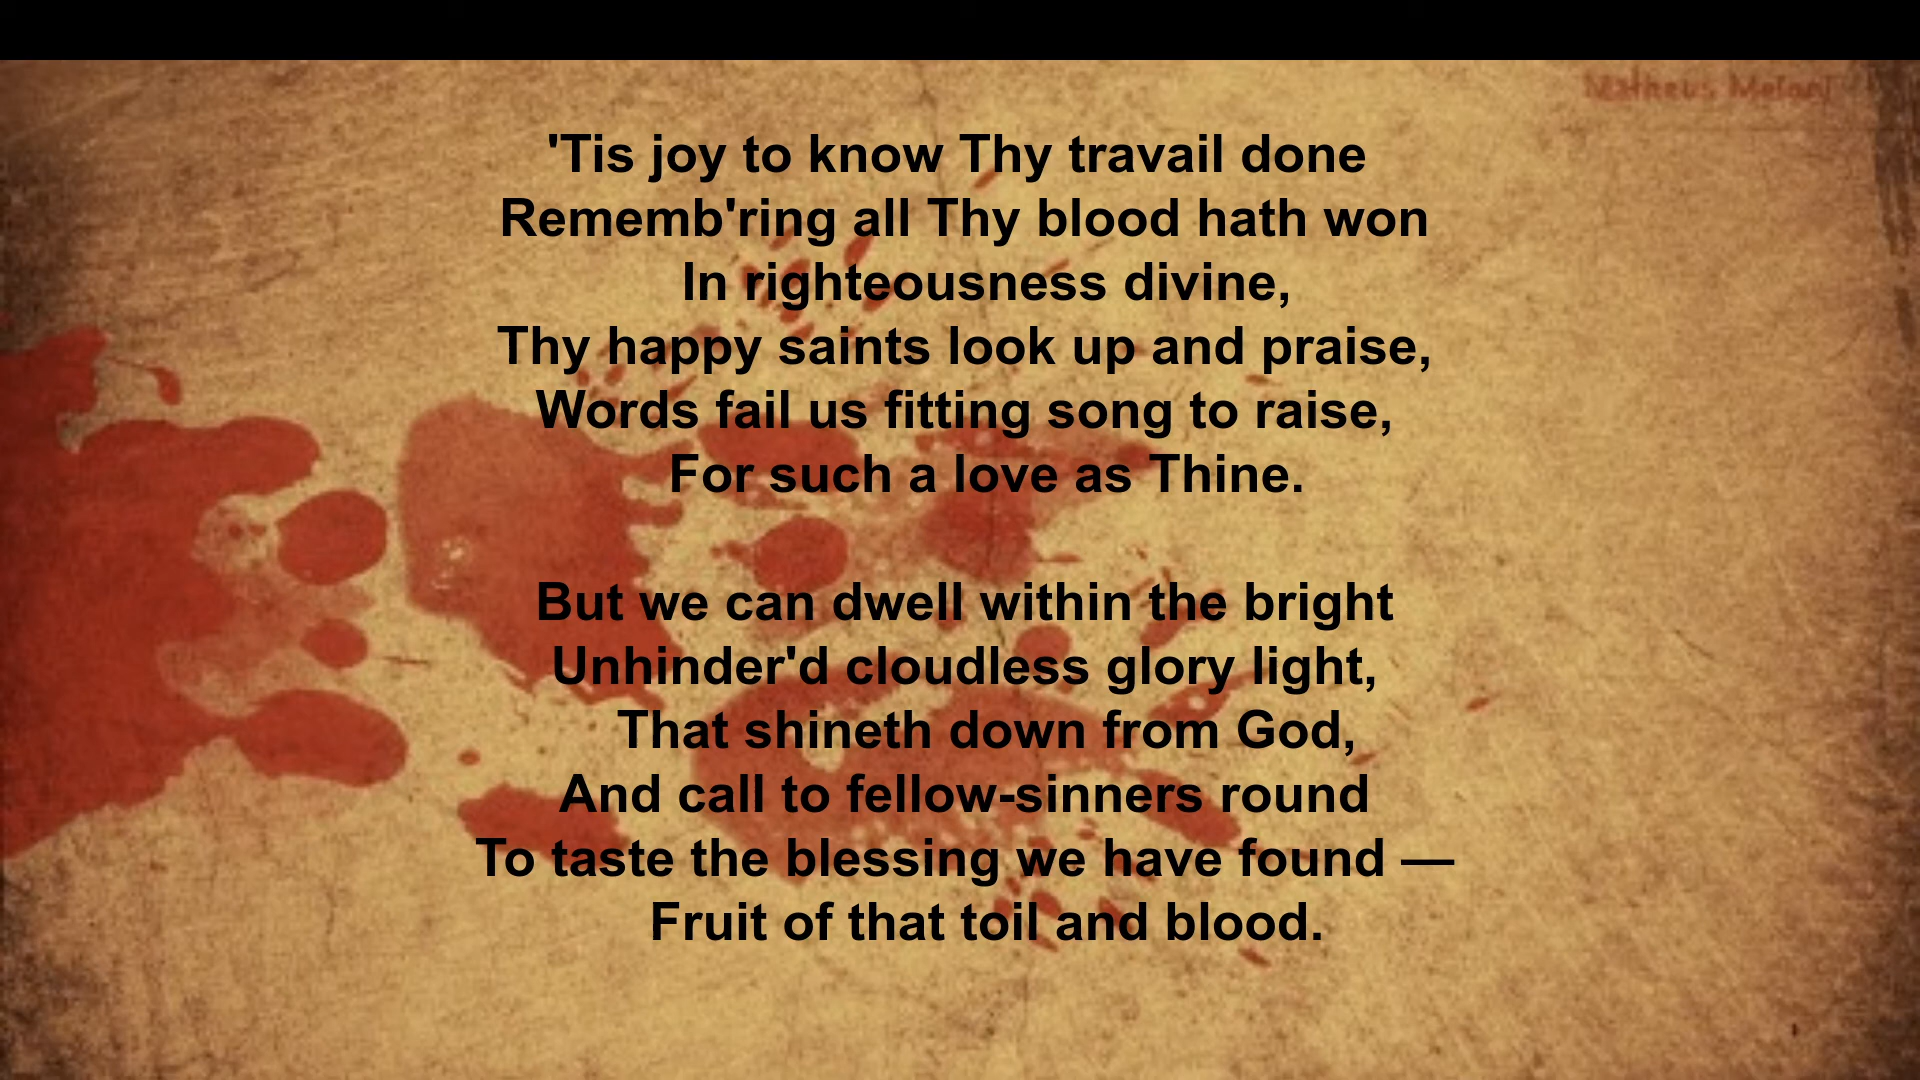 'Tis joy to know Thy travail done
Rememb'ring all Thy blood hath won
In righteousness divine,
Thy happy saints look up and praise,
Words fail us fitting song to raise,
For such a love as Thine.
But we can dwell within the bright
Unhinder'd cloudless glory light,
That shineth down from God,
And call to fellow-sinners round
To taste the blessing we have found —
Fruit of that toil and blood.